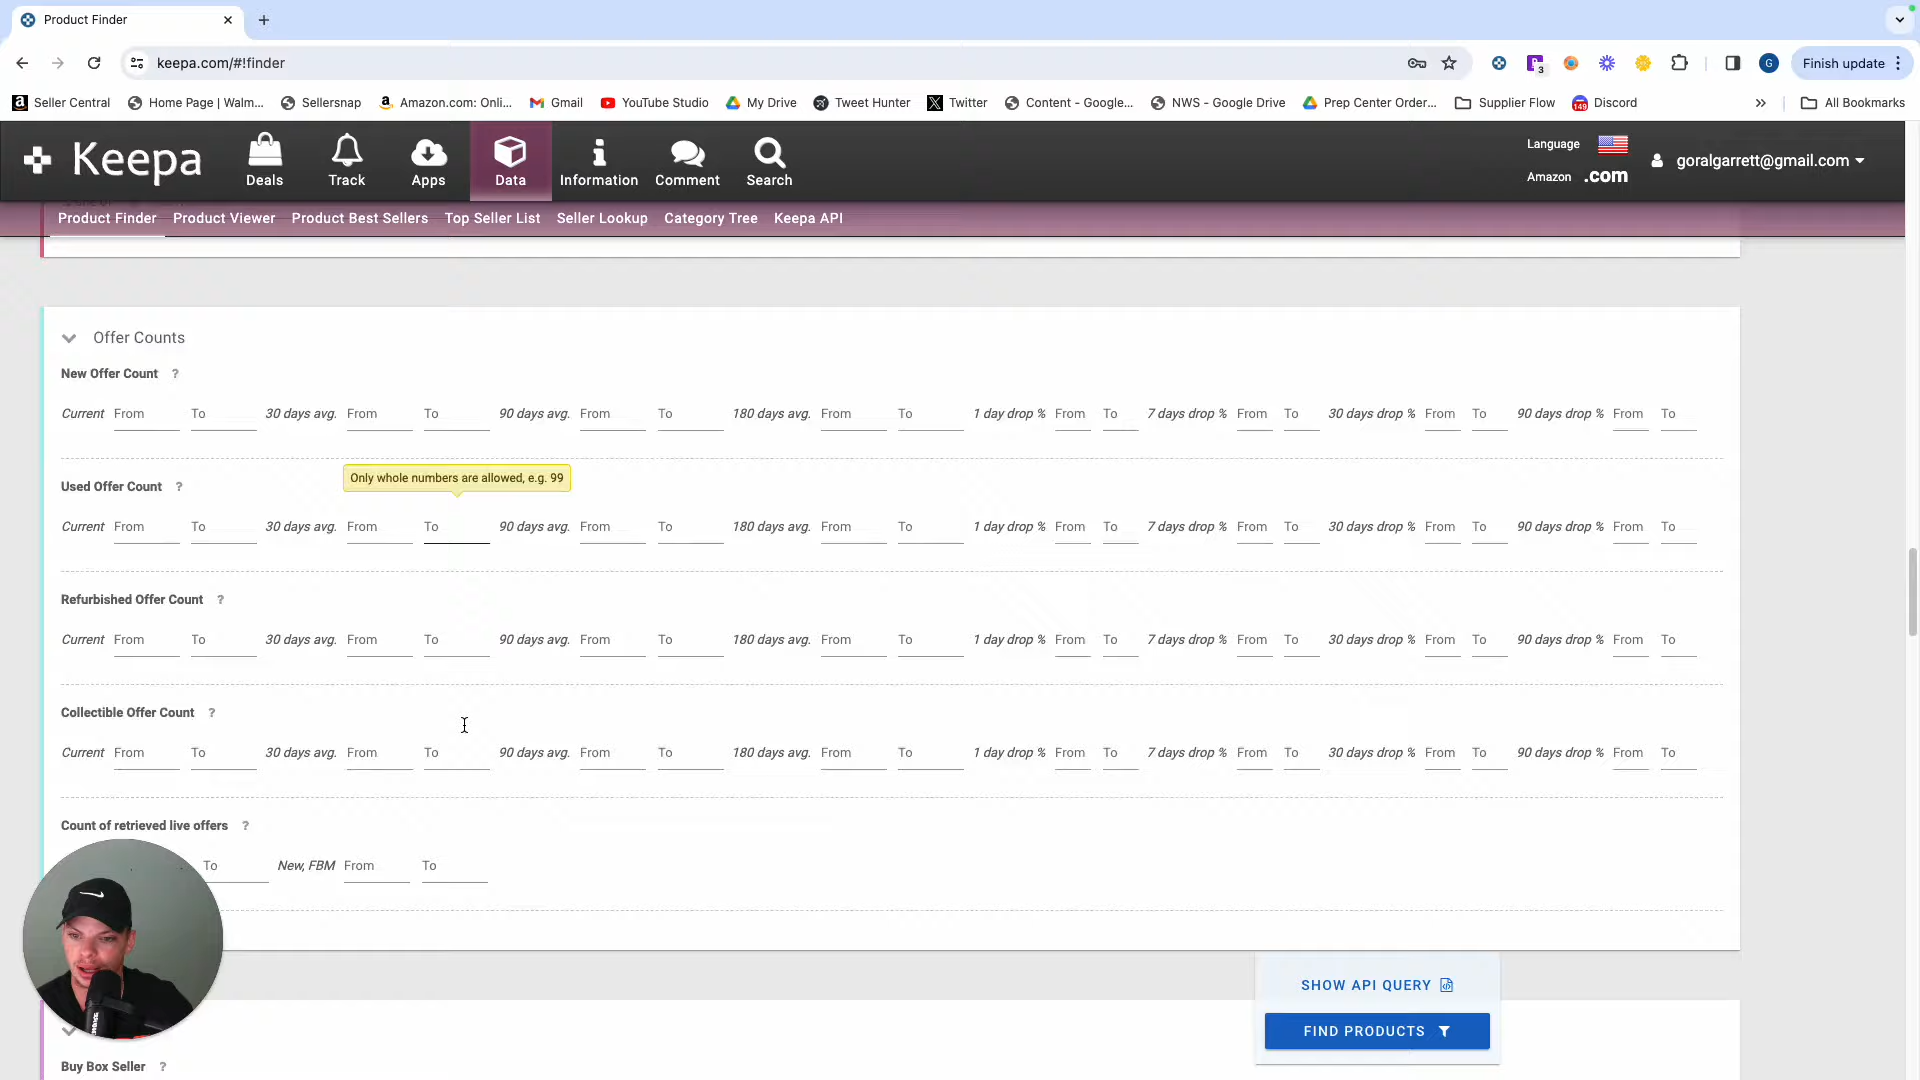 Product Finder
keepa.com/#!finder
3
G
Finish update
Seller Central
Home Page | Walm...
Sellersnap
Amazon.com: Onli...
Gmail
YouTube Studio
My Drive
Tweet Hunter
Twitter
Content - Google...
NWS - Google Drive
Prep Center Order...
Supplier Flow
149
Discord
»
All Bookmarks
Keepa
Deals
Track
Apps
Data
Information
Comment
Search
Language
Amazon .com
goralgarrett@gmail.com
Product Finder Product Viewer Product Best Sellers Top Seller List Seller Lookup Category Tree Keepa API
Offer Counts
New Offer Count ?
Current From To 30 days avg. From To 90 days avg. From To 180 days avg. From To 1 day drop % From To 7 days drop % From To 30 days drop % From To 90 days drop % From To
Only whole numbers are allowed, e.g. 99
Used Offer Count ?
Current From To 30 days avg. From To 90 days avg. From To 180 days avg. From To 1 day drop % From To 7 days drop % From To 30 days drop % From To 90 days drop % From To
Refurbished Offer Count ?
Current From To 30 days avg. From To 90 days avg. From To 180 days avg. From To 1 day drop % From To 7 days drop % From To 30 days drop % From To 90 days drop % From To
Collectible Offer Count ?
Current From To 30 days avg. From To 90 days avg. From To 180 days avg. From To 1 day drop % From To 7 days drop % From To 30 days drop % From To 90 days drop % From To
Count of retrieved live offers ?
To New, FBM From To
SHOW API QUERY
FIND PRODUCTS
Buy Box Seller ?